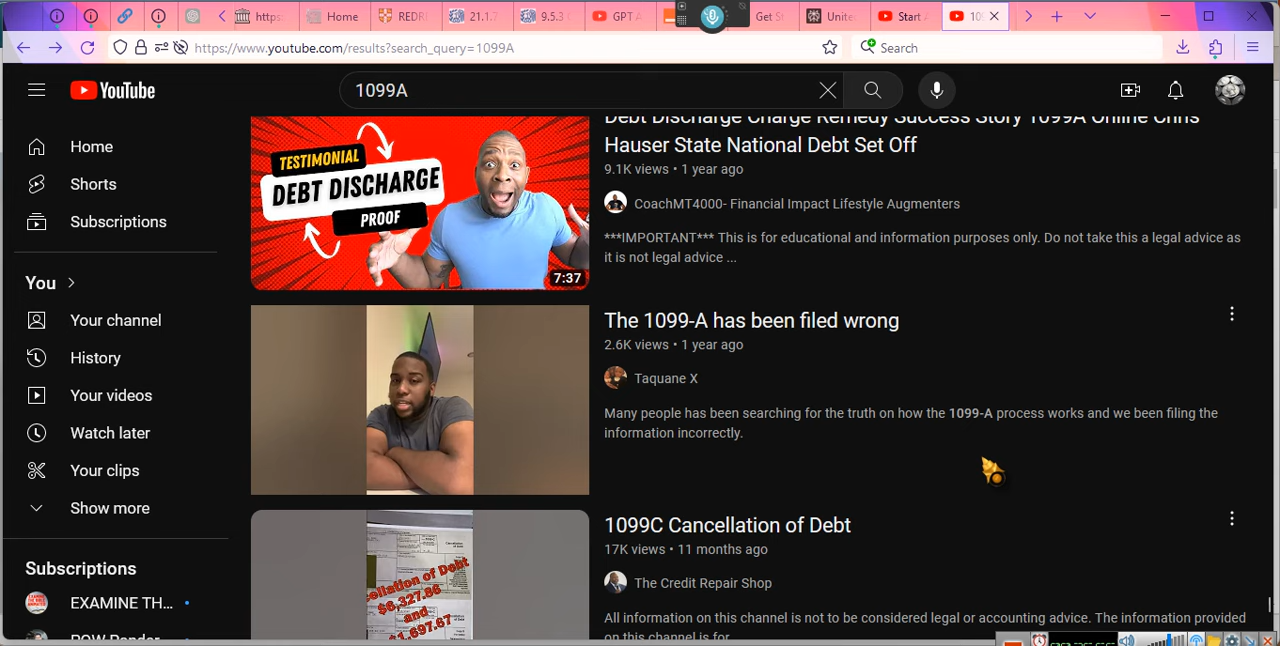 https:
Home
REDRI
21.1.7
9.5.3
GPT A
Get St
Unite
Start A
https://www.youtube.com/results?search_query=1099A
Search
YouTube
1099A
Home
Shorts
Subscriptions
You
Your channel
History
Your videos
Watch later
Your clips
Show more
Subscriptions
EXAMINE TH...
TESTIMONIAL
DEBT DISCHARGE
PROOF
7:37
Debt Discharge Charge Remedy Success Story 1099A Online Chris
Hauser State National Debt Set Off
9.1K views • 1 year ago
CoachMT4000- Financial Impact Lifestyle Augmenters
***IMPORTANT*** This is for educational and information purposes only. Do not take this a legal advice as
it is not legal advice ...
The 1099-A has been filed wrong
2.6K views • 1 year ago
Taquane X
Many people has been searching for the truth on how the 1099-A process works and we been filing the
information incorrectly.
cellation of Debt
$6,327.86
and
1099C Cancellation of Debt
17K views • 11 months ago
The Credit Repair Shop
All information on this channel is not to be considered legal or accounting advice. The information provided
on this channel is for